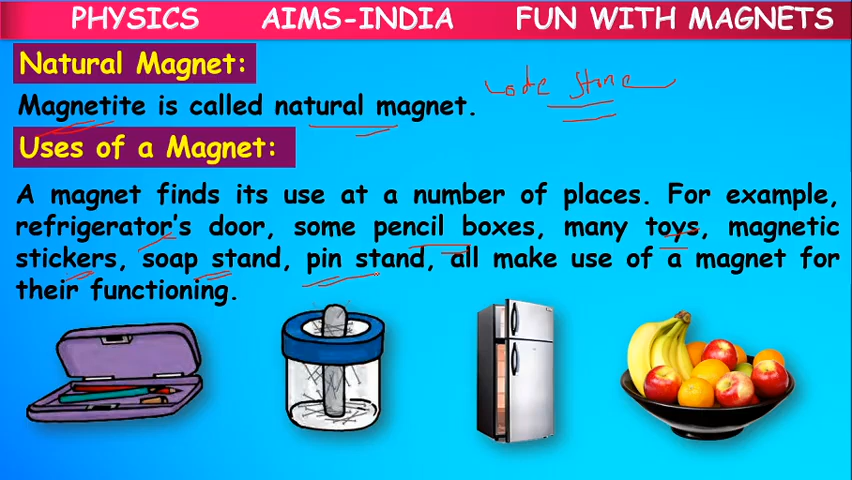 PHYSICS AIMS-INDIA FUN WITH MAGNETS
Natural Magnet:
Magnetite is called natural magnet. Lode stone
Uses of a Magnet:
A magnet finds its use at a number of places. For example,
refrigerator's door, some pencil boxes, many toys, magnetic
stickers, soap stand, pin stand, all make use of a magnet for
their functioning.